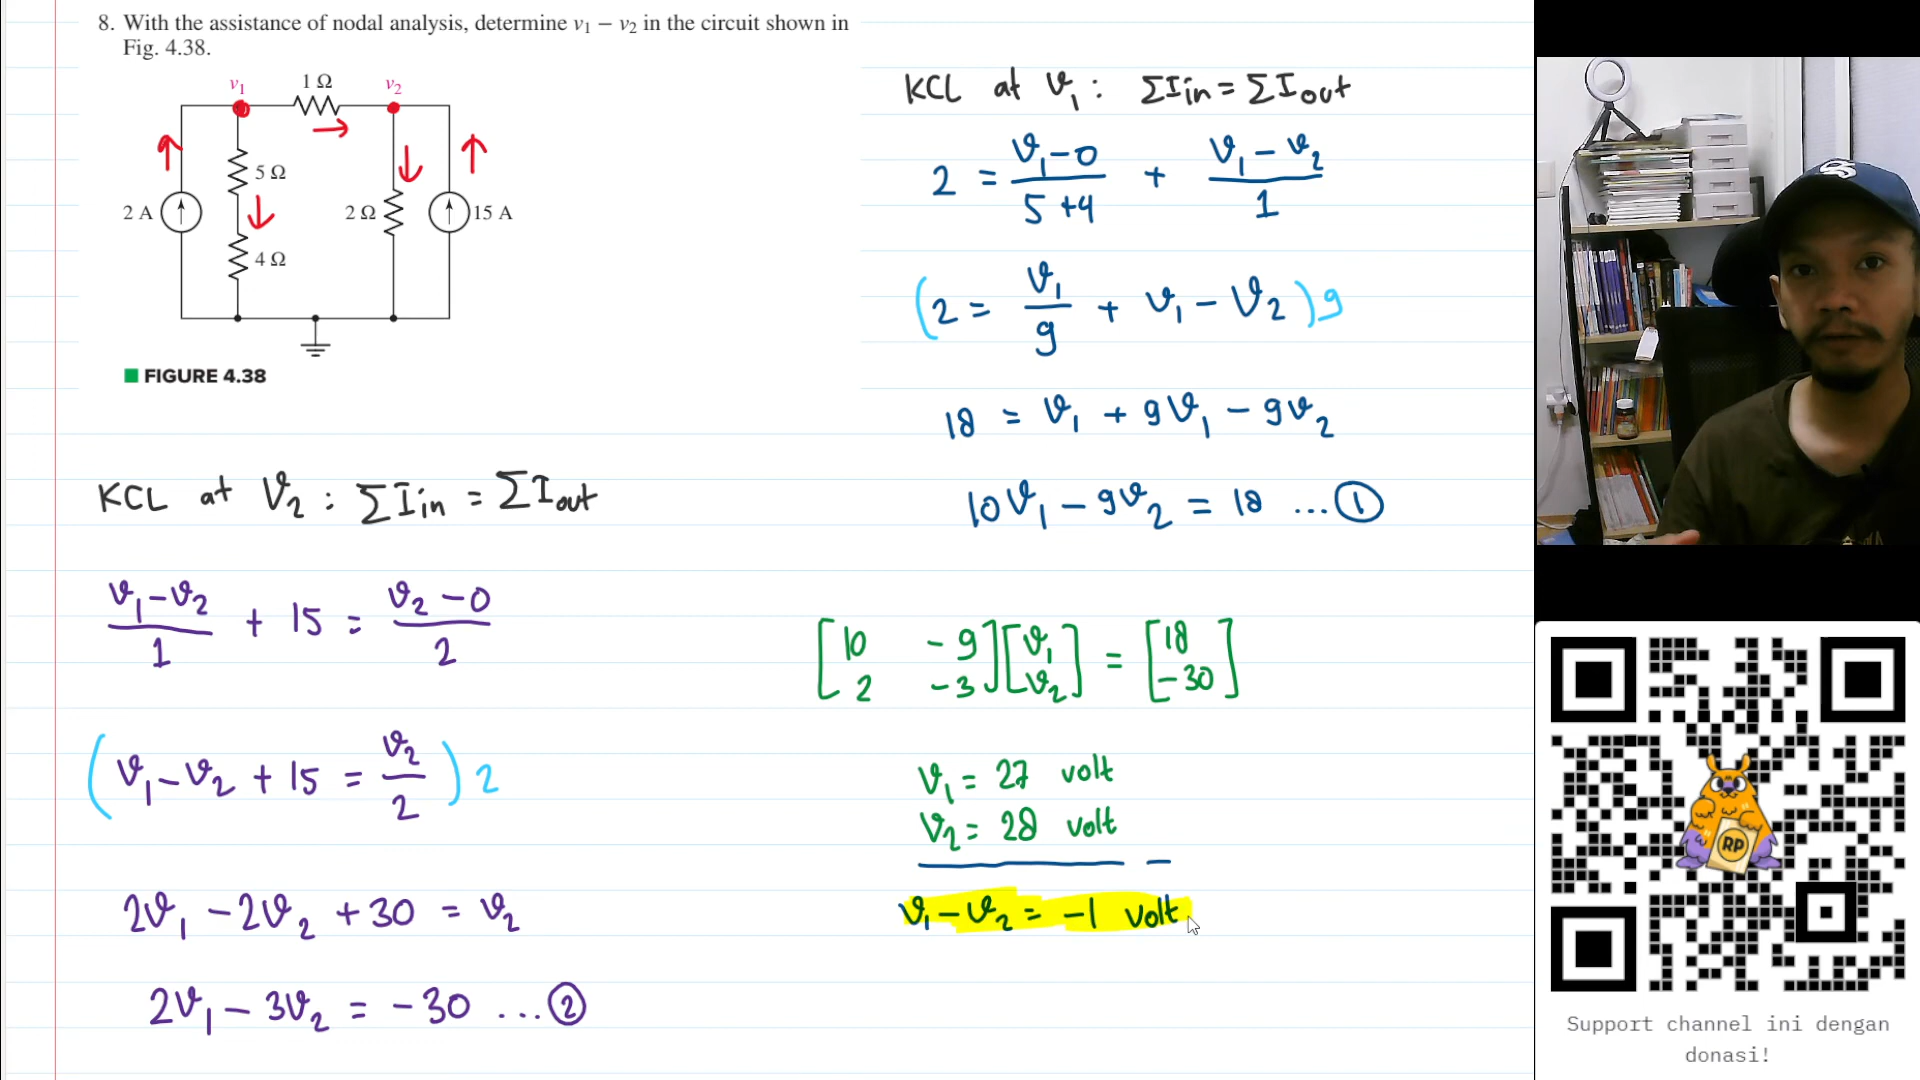 8. With the assistance of nodal analysis, determine v₁ − v₂ in the circuit shown in
Fig. 4.38.
v₁
1 Ω
v₂
5 Ω
2 A
2 Ω
15 A
4 Ω
FIGURE 4.38
KCL at v₁ : ΣIin = ΣIout
2 = (v₁ − 0)/(5 + 4) + (v₁ − v₂)/1
(2 = v₁/9 + v₁ − v₂) 9
18 = v₁ + 9v₁ − 9v₂
10v₁ − 9v₂ = 18 ... ①
KCL at v₂ : ΣIin = ΣIout
(v₁ − v₂)/1 + 15 = (v₂ − 0)/2
(v₁ − v₂ + 15 = v₂/2) 2
2v₁ − 2v₂ + 30 = v₂
2v₁ − 3v₂ = −30 ... ②
[10 −9] [v₁] = [18]
[2 −3] [v₂] [−30]
v₁ = 27 volt
v₂ = 28 volt
−
v₁ − v₂ = −1 volt
RP
Support channel ini dengan
donasi!